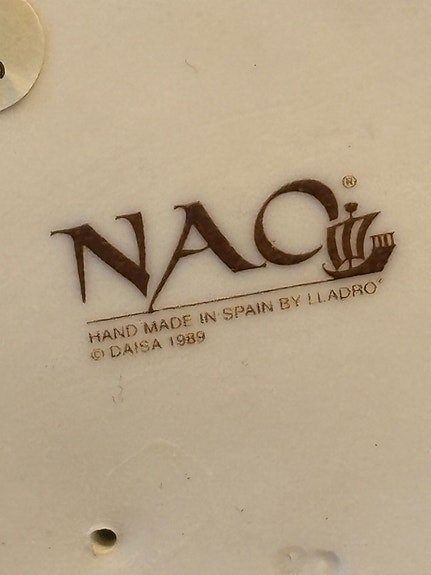 NAO®
HAND MADE IN SPAIN BY LLADRO´
© DAISA 1989